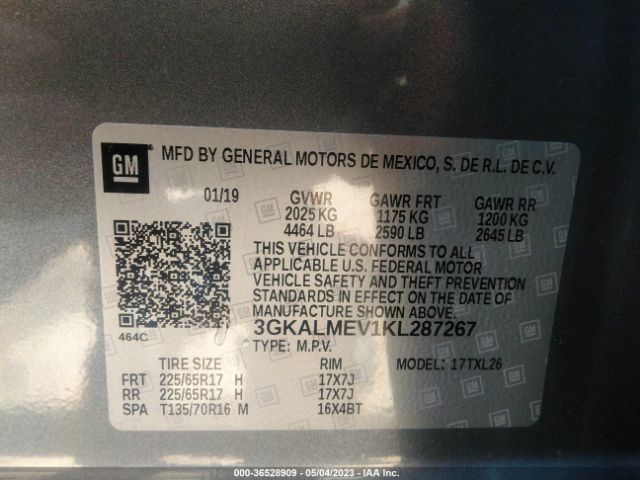 GM MFD BY GENERAL MOTORS DE MEXICO, S. DE R.L. DE C.V.
01/19 GVWR GAWR FRT GAWR RR
2025 KG 1175 KG 1200 KG
4464 LB 2590 LB 2645 LB
THIS VEHICLE CONFORMS TO ALL
APPLICABLE U.S. FEDERAL MOTOR
VEHICLE SAFETY AND THEFT PREVENTION
STANDARDS IN EFFECT ON THE DATE OF
MANUFACTURE SHOWN ABOVE.
464C 3GKALMEV1KL287267
TYPE: M.P.V. MODEL: 17TXL26
TIRE SIZE RIM
FRT 225/65R17 H 17X7J
RR 225/65R17 H 17X7J
SPA T135/70R16 M 16X4BT
000-36528909 - 05/04/2023 - IAA Inc.